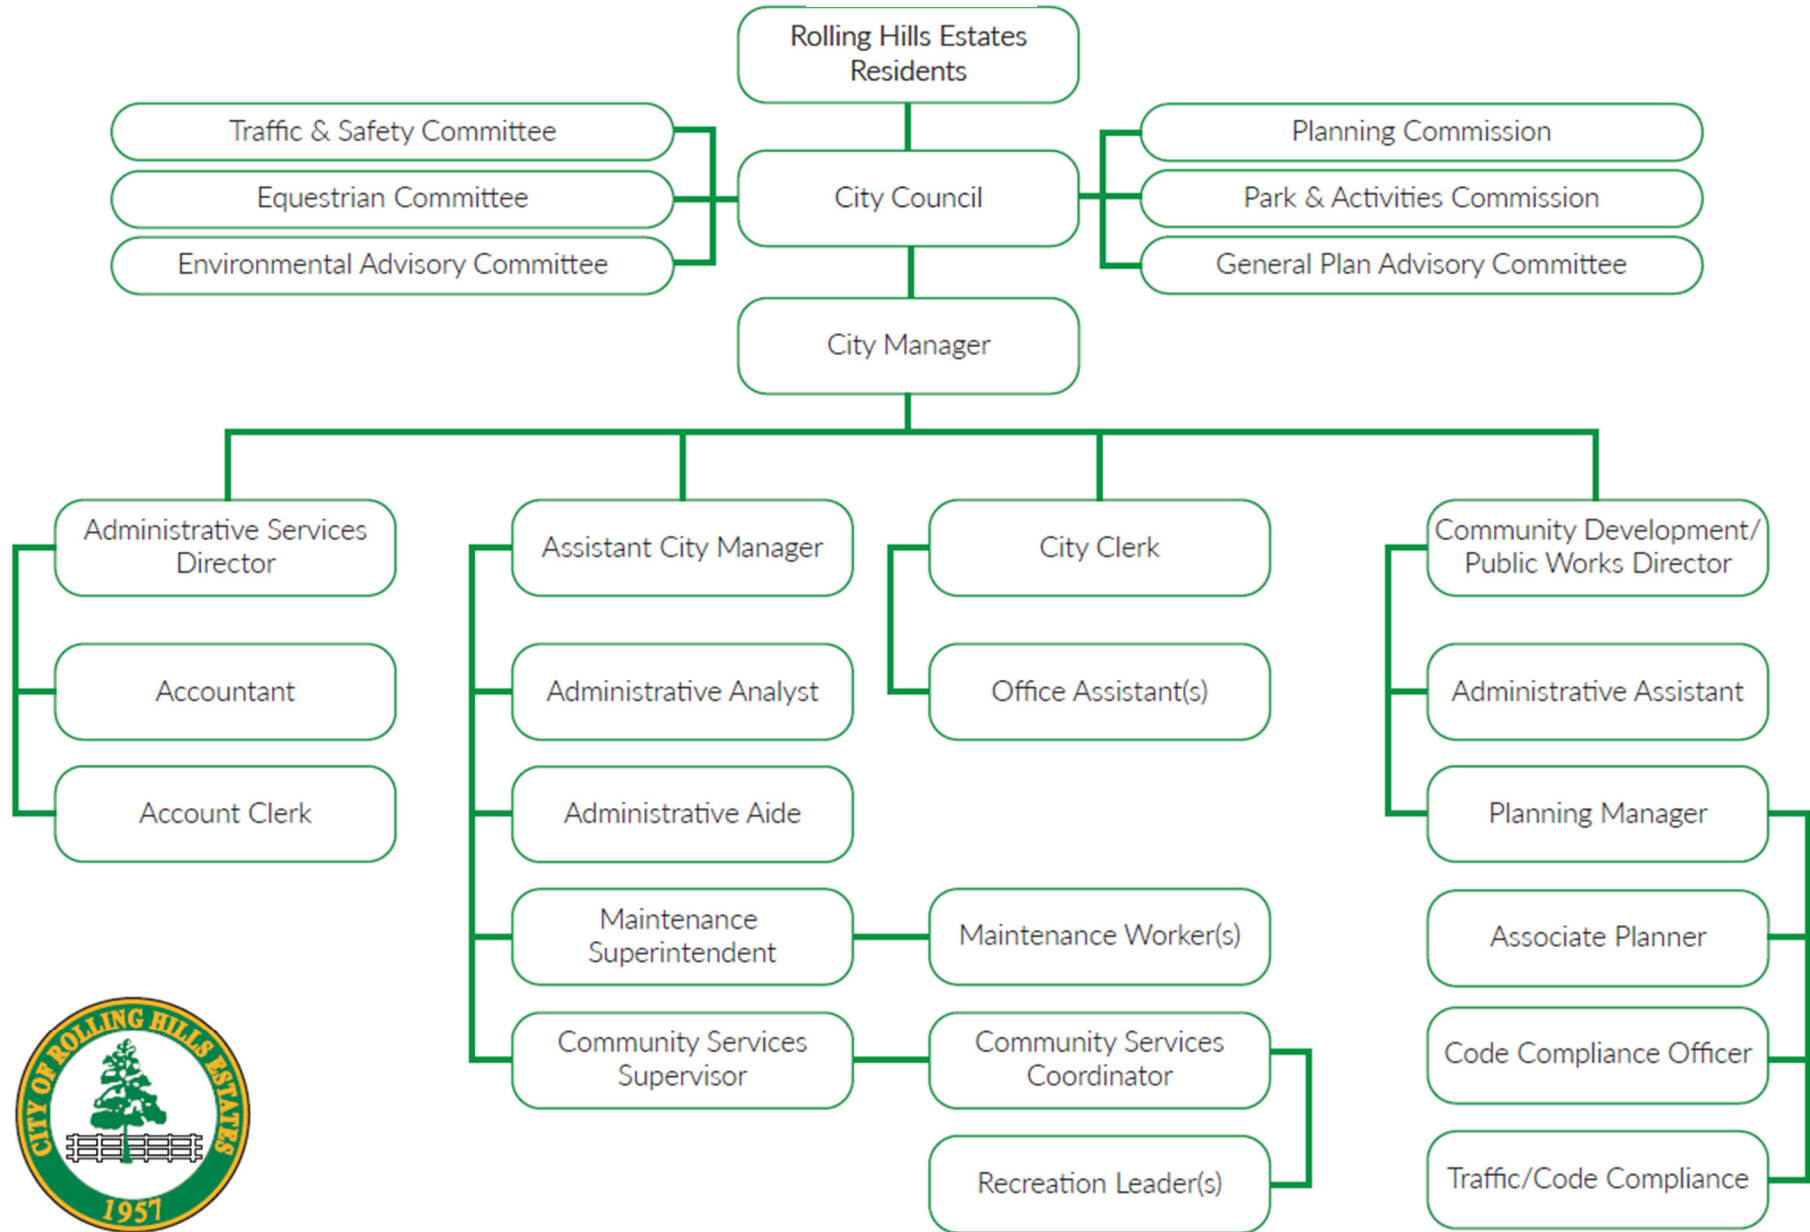 Rolling Hills Estates
Residents
Traffic & Safety Committee
Equestrian Committee
Environmental Advisory Committee
City Council
Planning Commission
Park & Activities Commission
General Plan Advisory Committee
City Manager
Administrative Services
Director
Accountant
Account Clerk
Assistant City Manager
Administrative Analyst
Administrative Aide
Maintenance
Superintendent
Maintenance Worker(s)
Community Services
Supervisor
Community Services
Coordinator
Recreation Leader(s)
City Clerk
Office Assistant(s)
Community Development/
Public Works Director
Administrative Assistant
Planning Manager
Associate Planner
Code Compliance Officer
Traffic/Code Compliance
CITY OF ROLLING HILLS ESTATES
1957